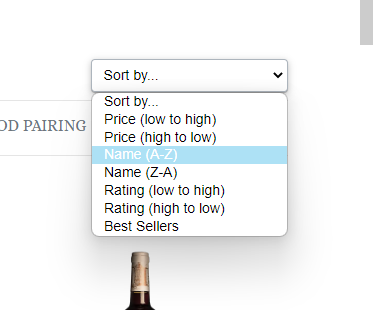 Sort by...
Sort by...
OD PAIRING
Price (low to high)
Price (high to low)
Name (A-Z)
Name (Z-A)
Rating (low to high)
Rating (high to low)
Best Sellers